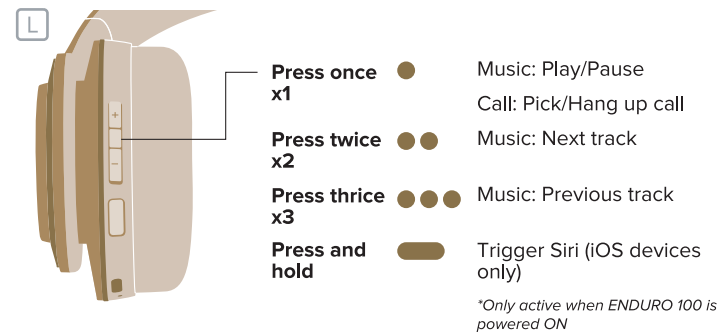 L
+
−
Press once x1
Music: Play/Pause
Call: Pick/Hang up call
Press twice x2
Music: Next track
Press thrice x3
Music: Previous track
Press and hold
Trigger Siri (iOS devices only)
*Only active when ENDURO 100 is powered ON